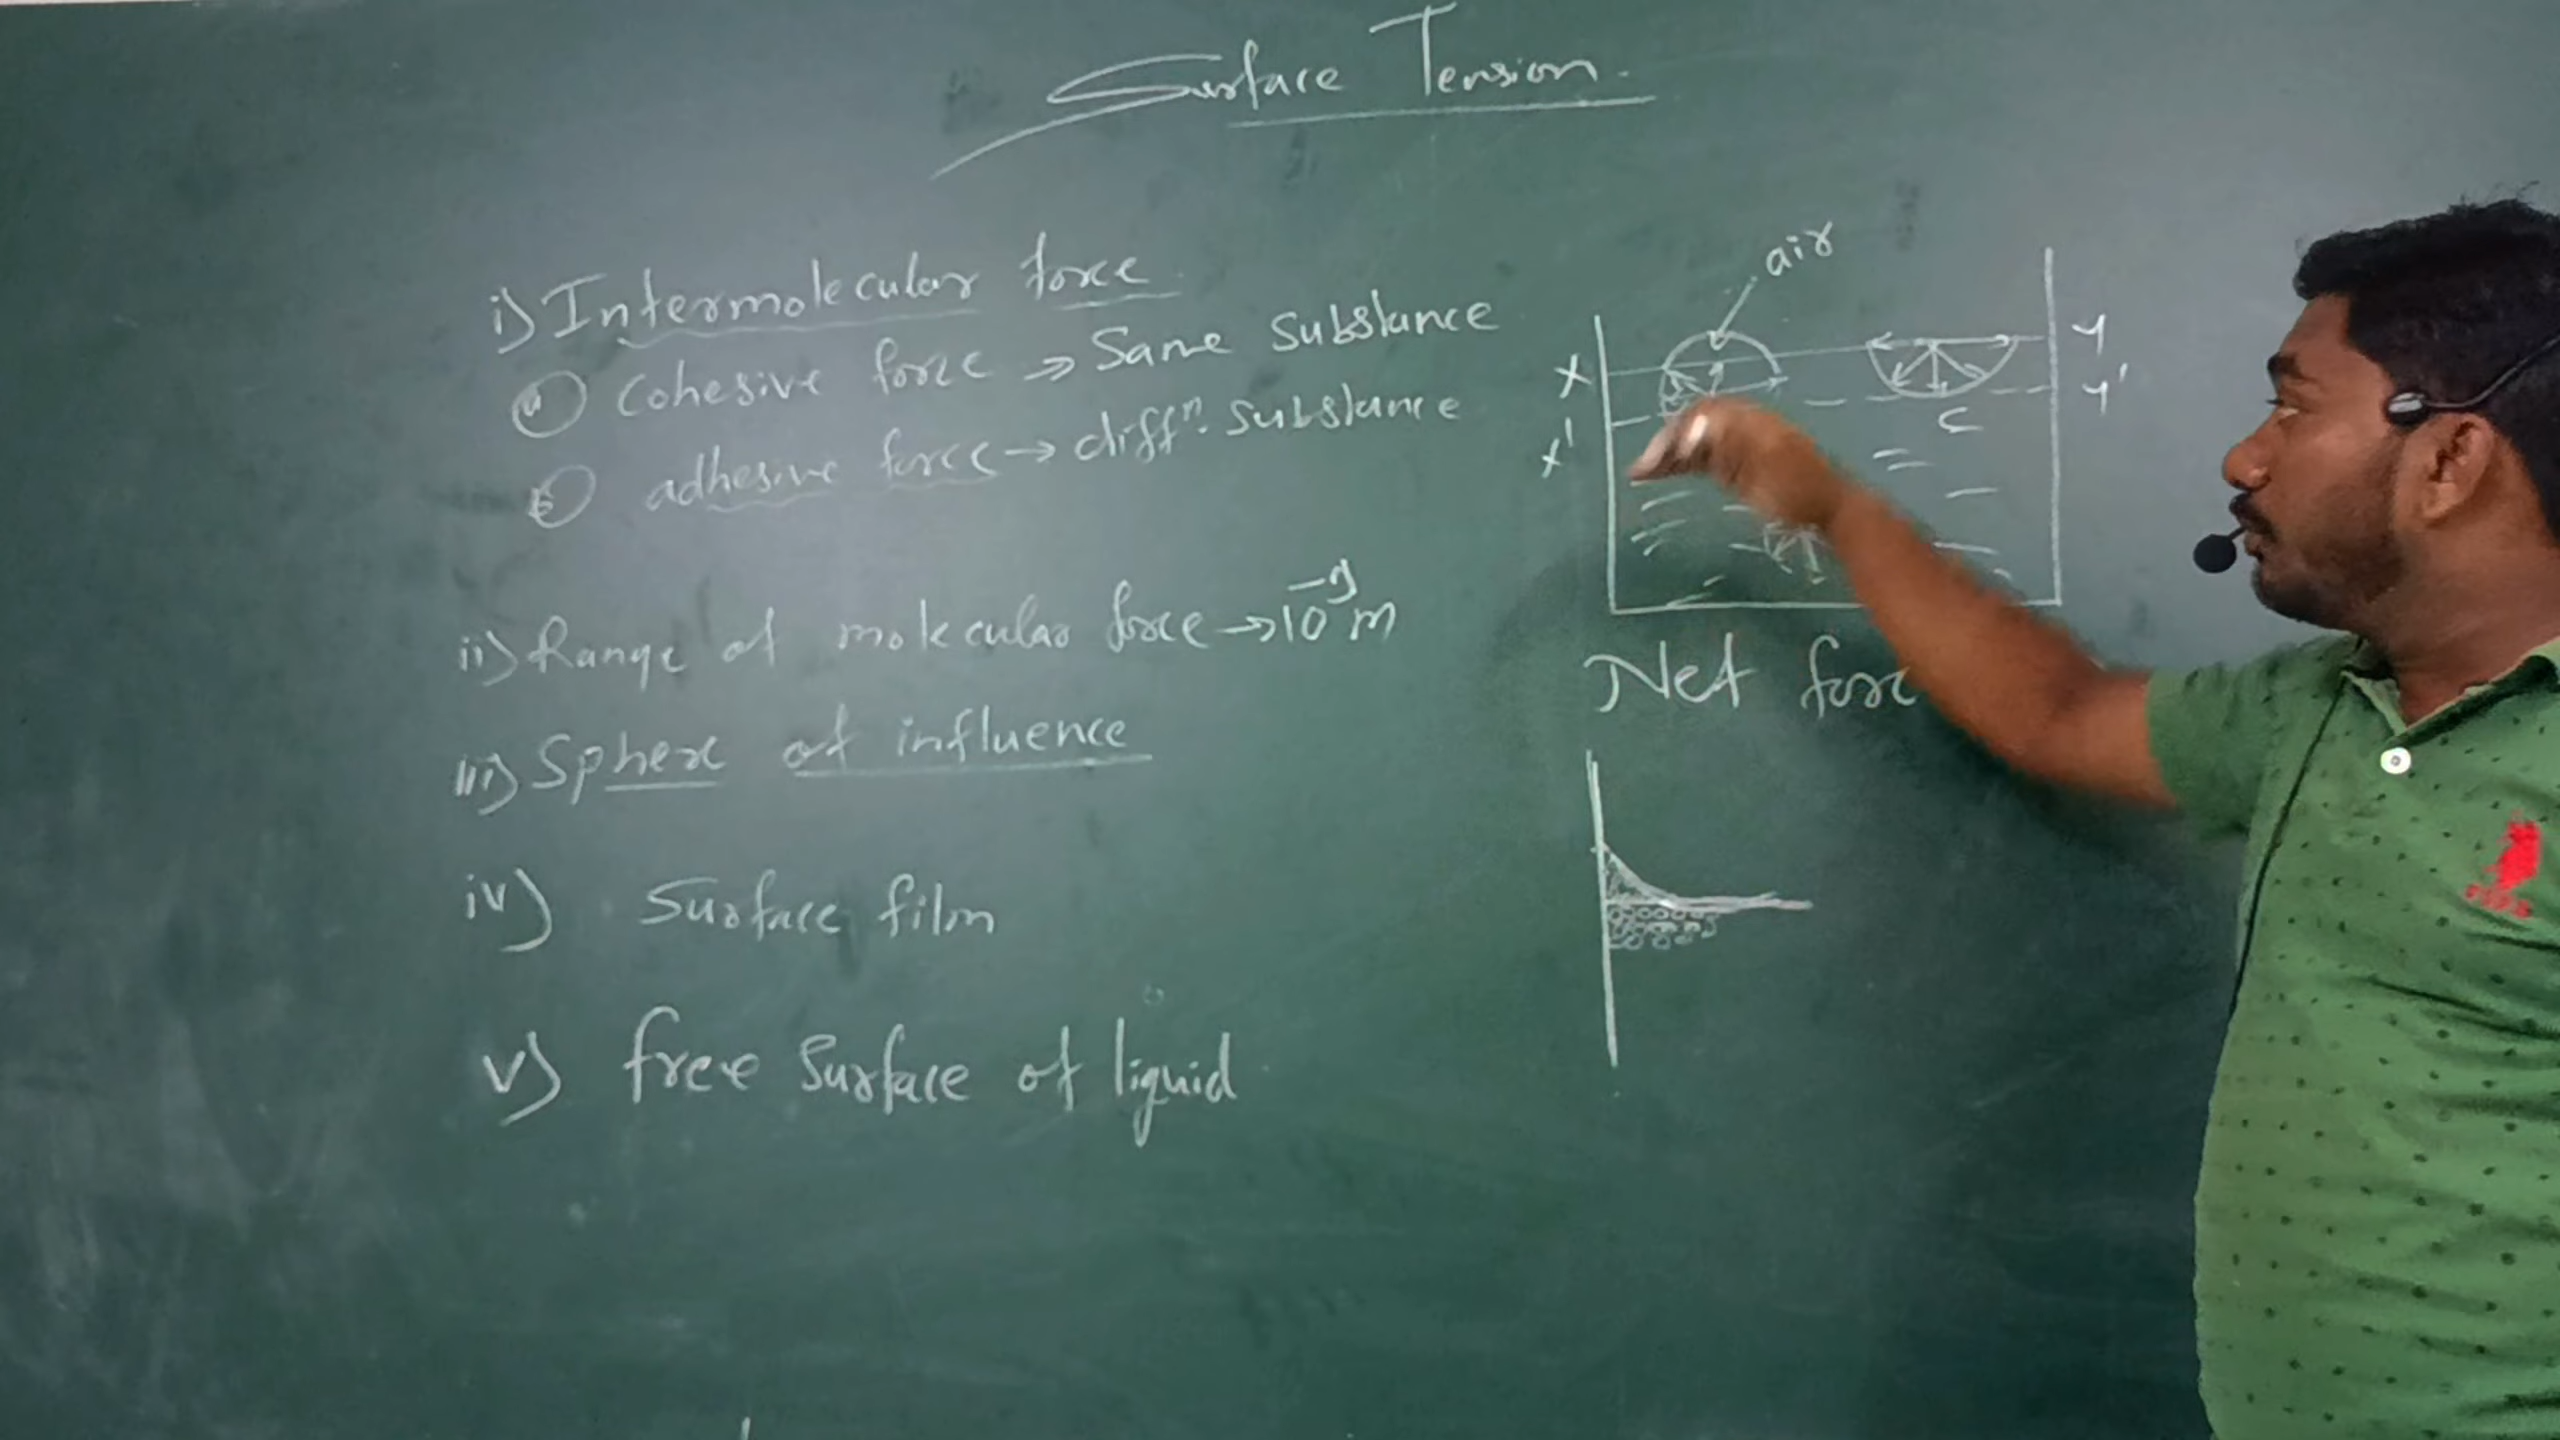 Surface Tension.
i) Intermolecular force
a) cohesive force → Same Substance
b) adhesive force → diffⁿ. substance
ii) Range of molecular force → 10⁻⁹ m
iii) Sphere of influence
iv) Surface film
v) free Surface of liquid
air
X Y
X' Y'
C
Net forc